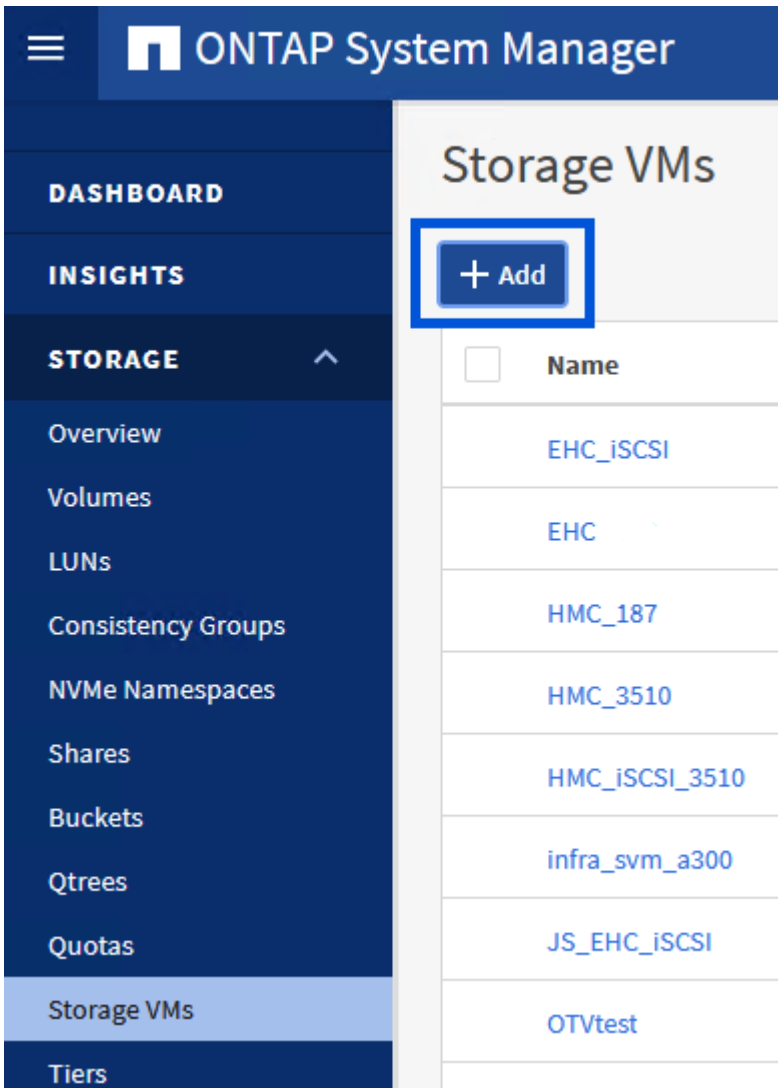 ONTAP System Manager
DASHBOARD
INSIGHTS
STORAGE
Overview
Volumes
LUNs
Consistency Groups
NVMe Namespaces
Shares
Buckets
Qtrees
Quotas
Storage VMs
Tiers
Storage VMs
+ Add
Name
EHC_iSCSI
EHC
HMC_187
HMC_3510
HMC_iSCSI_3510
infra_svm_a300
JS_EHC_iSCSI
OTVtest